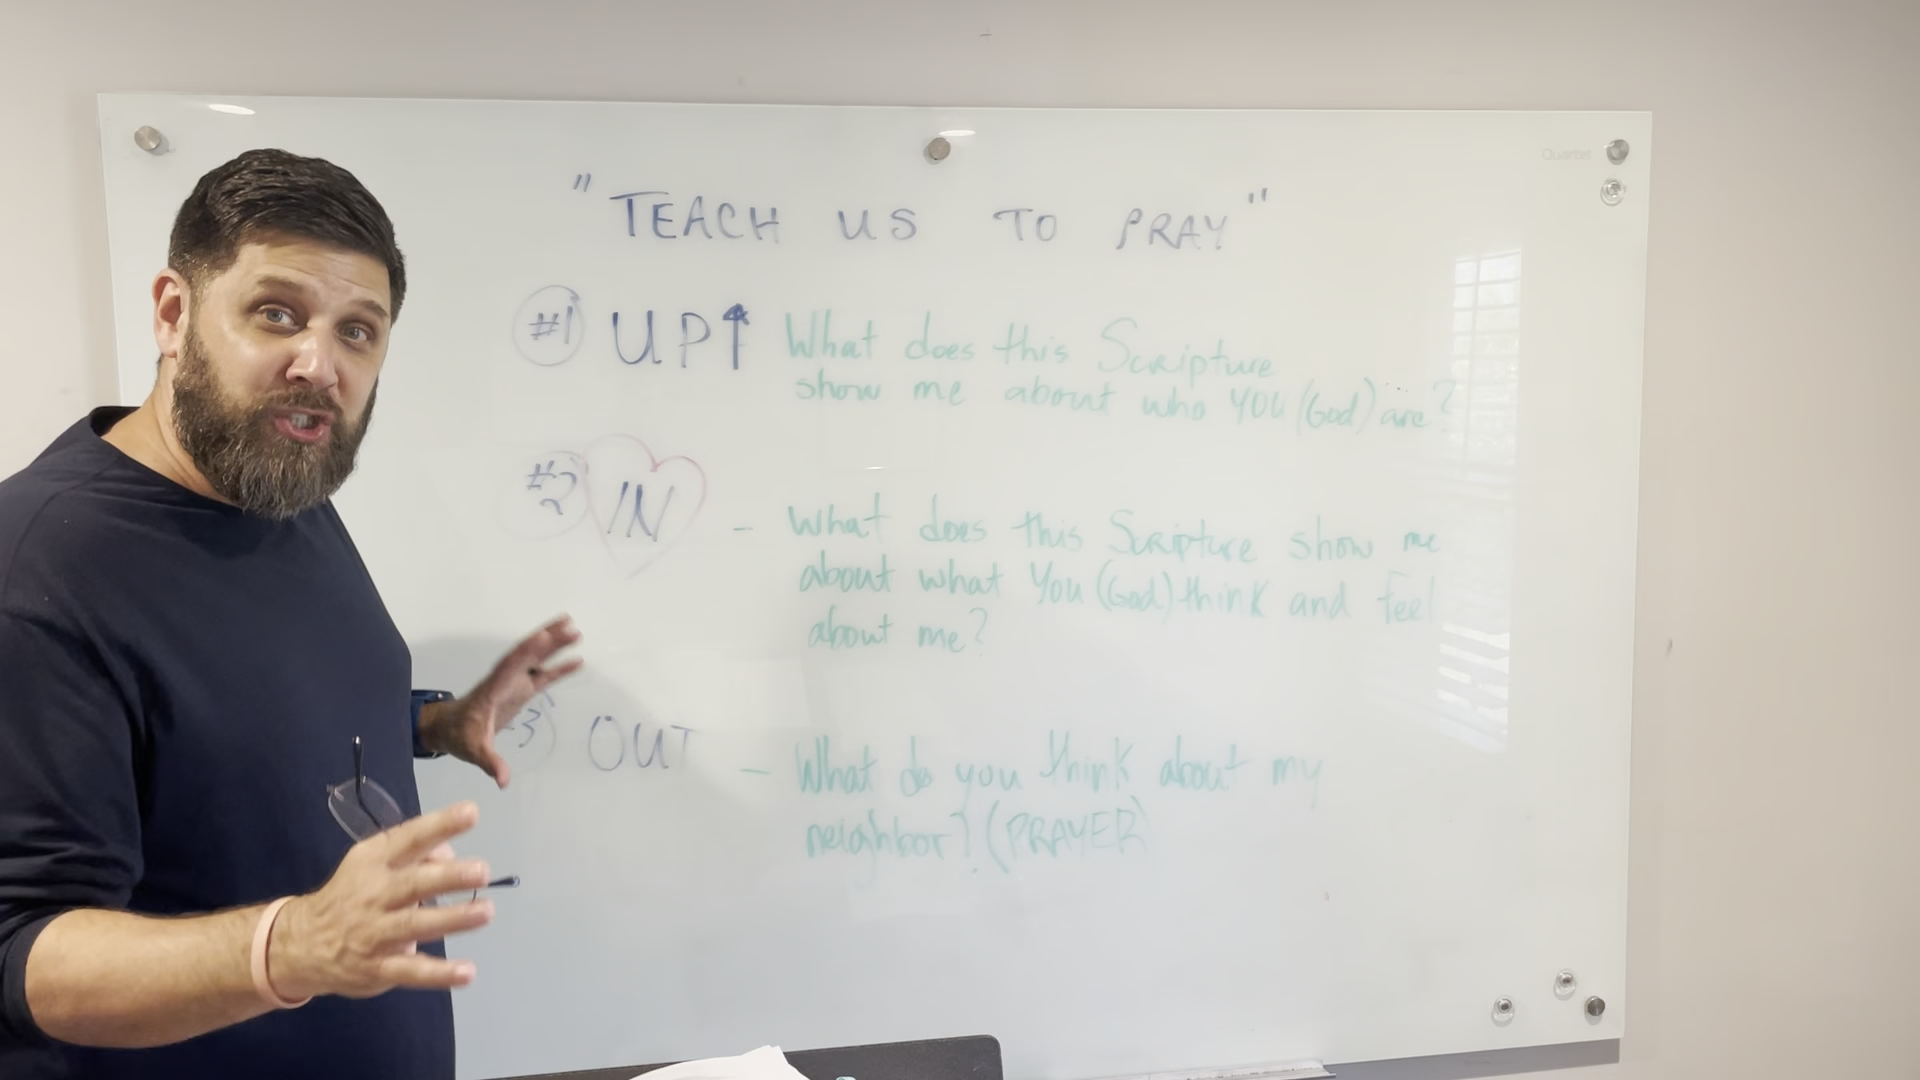 "TEACH US TO PRAY"
#1 UP↑ What does this Scripture
show me about who YOU (God) are?
#2 IN - What does this Scripture show me
about what You (God) think and feel
about me?
#3 OUT - What do you think about my
neighbor? (PRAYER)
Quartet